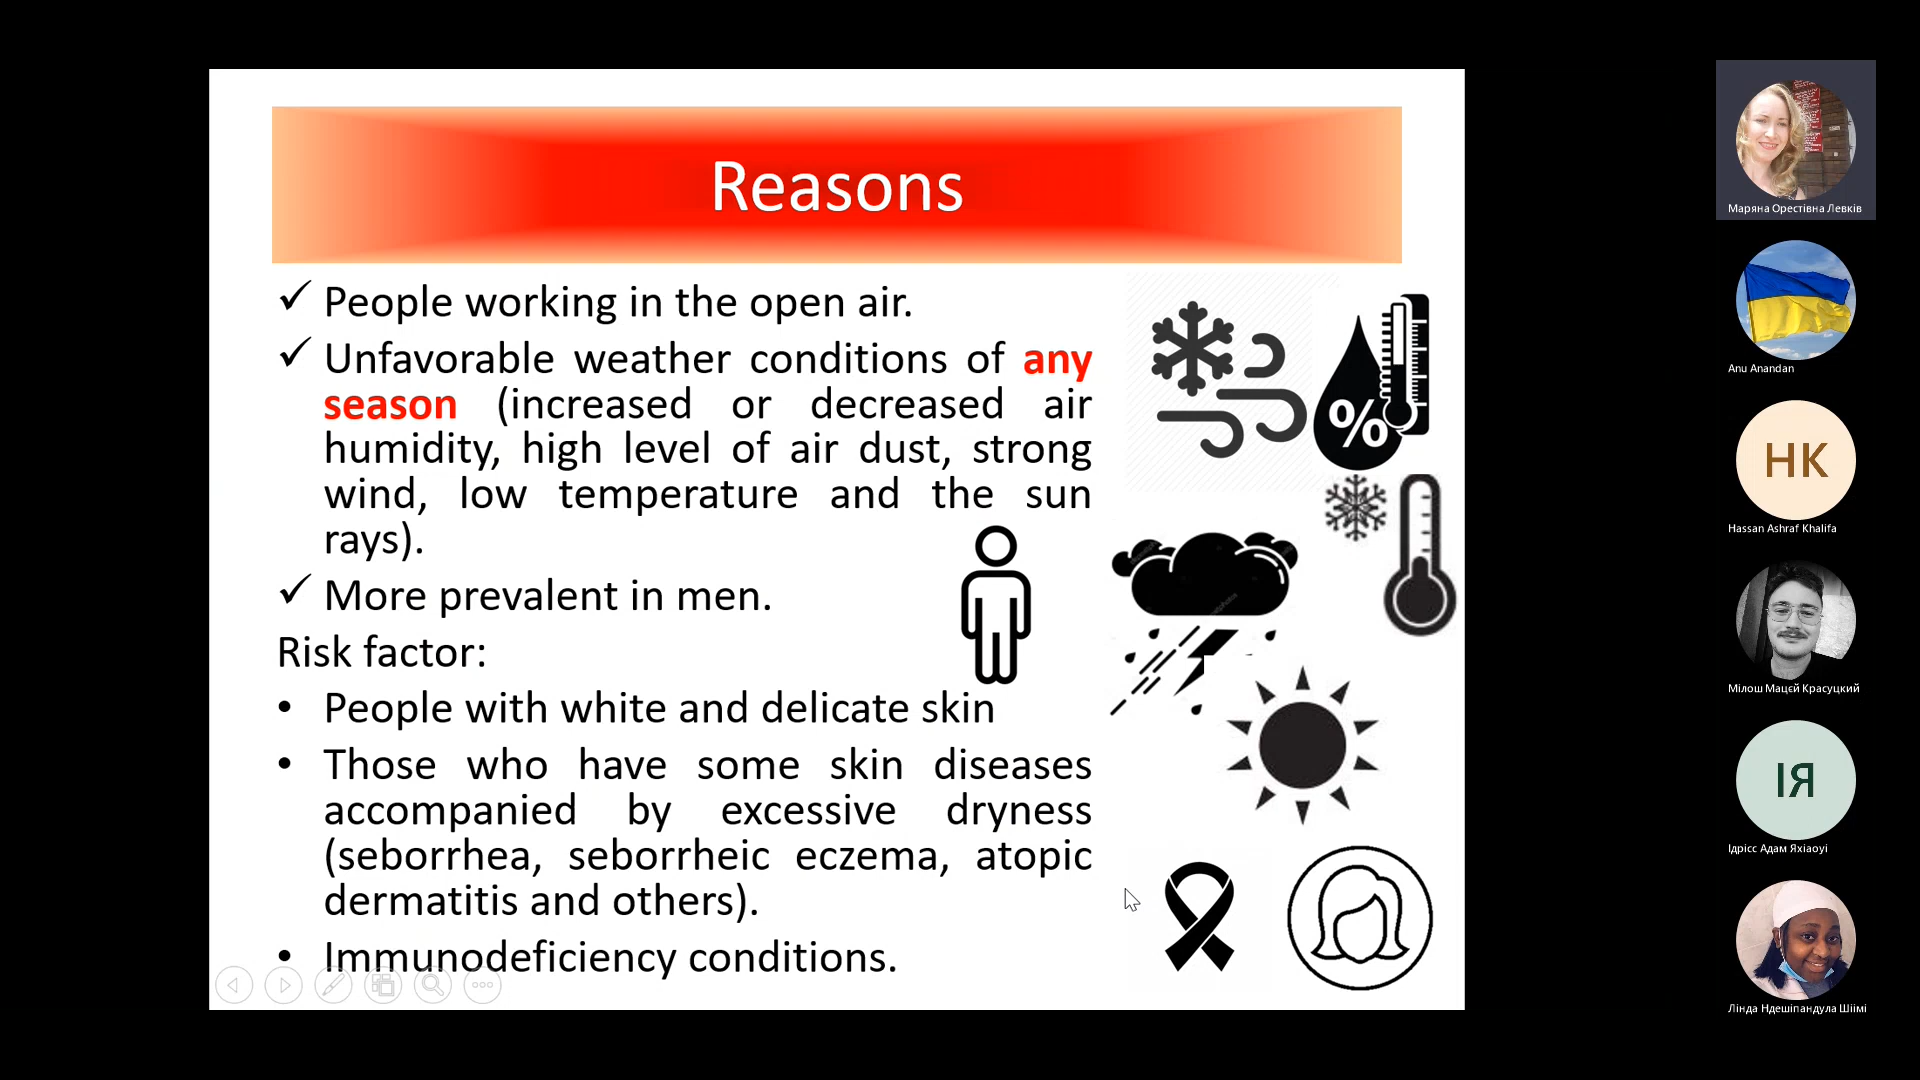 Reasons
✓ People working in the open air.
✓ Unfavorable weather conditions of any
season (increased or decreased air
humidity, high level of air dust, strong
wind, low temperature and the sun
rays).
✓ More prevalent in men.
Risk factor:
• People with white and delicate skin
• Those who have some skin diseases
accompanied by excessive dryness
(seborrhea, seborrheic eczema, atopic
dermatitis and others).
• Immunodeficiency conditions.
%
Маряна Орестівна Левків
Anu Anandan
HK
Hassan Ashraf Khalifa
Мілош Мацєй Красуцкий
ІЯ
Ідрісс Адам Яхіаоуі
Лінда Ндешіпандула Шіімі